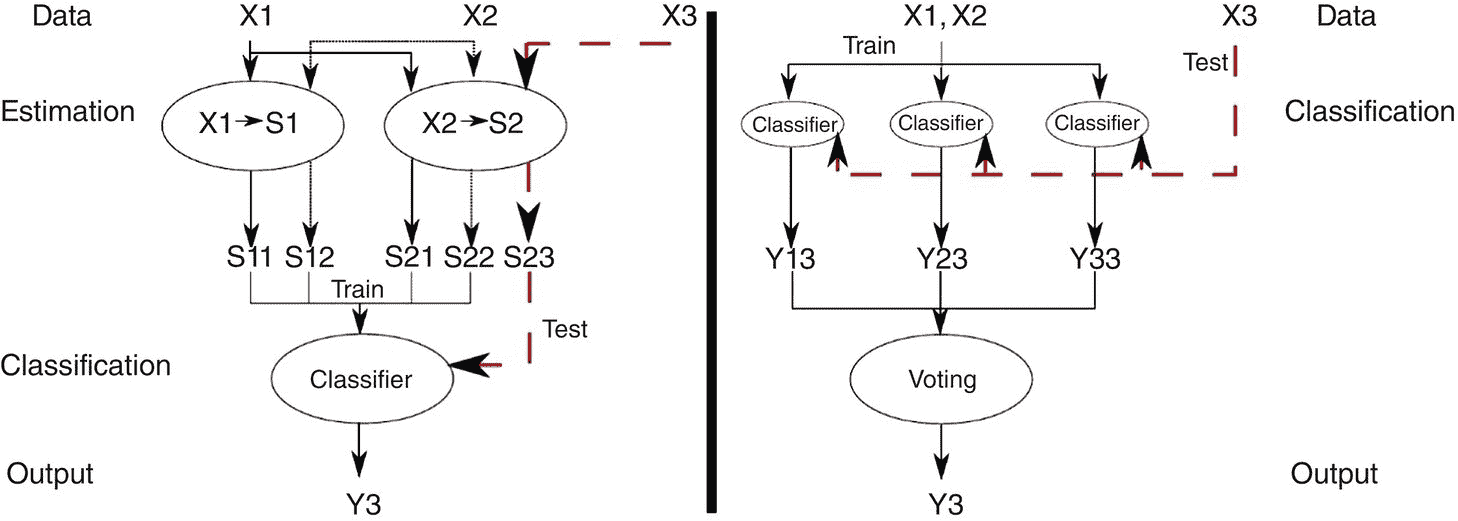 Data X1 X2 X3
Estimation X1→S1 X2→S2
S11 S12 S21 S22 S23
Train
Test
Classification Classifier
Output
Y3
X1, X2 X3 Data
Train
Test
Classifier Classifier Classifier Classification
Y13 Y23 Y33
Voting
Output
Y3